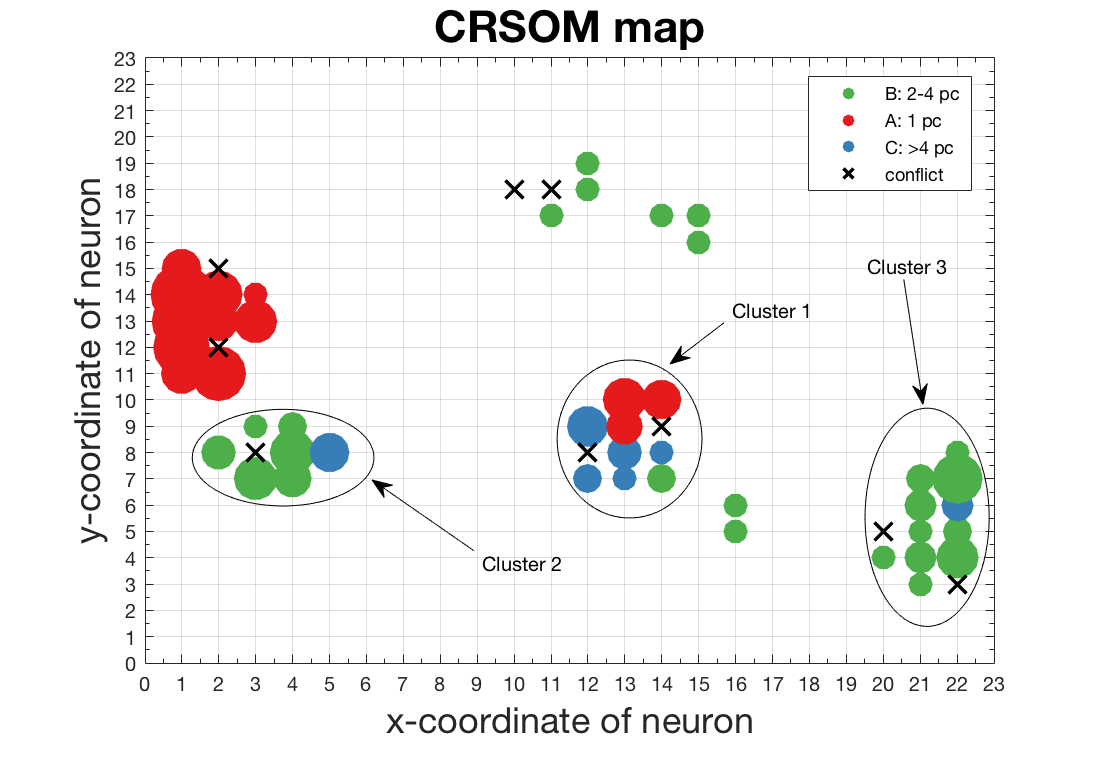 CRSOM map
23
22
21
20
19
18
17
16
15
14
13
12
11
10
9
8
7
6
5
4
3
2
1
0
y-coordinate of neuron
B: 2-4 pc
A: 1 pc
C: >4 pc
conflict
Cluster 3
Cluster 1
Cluster 2
0 1 2 3 4 5 6 7 8 9 10 11 12 13 14 15 16 17 18 19 20 21 22 23
x-coordinate of neuron